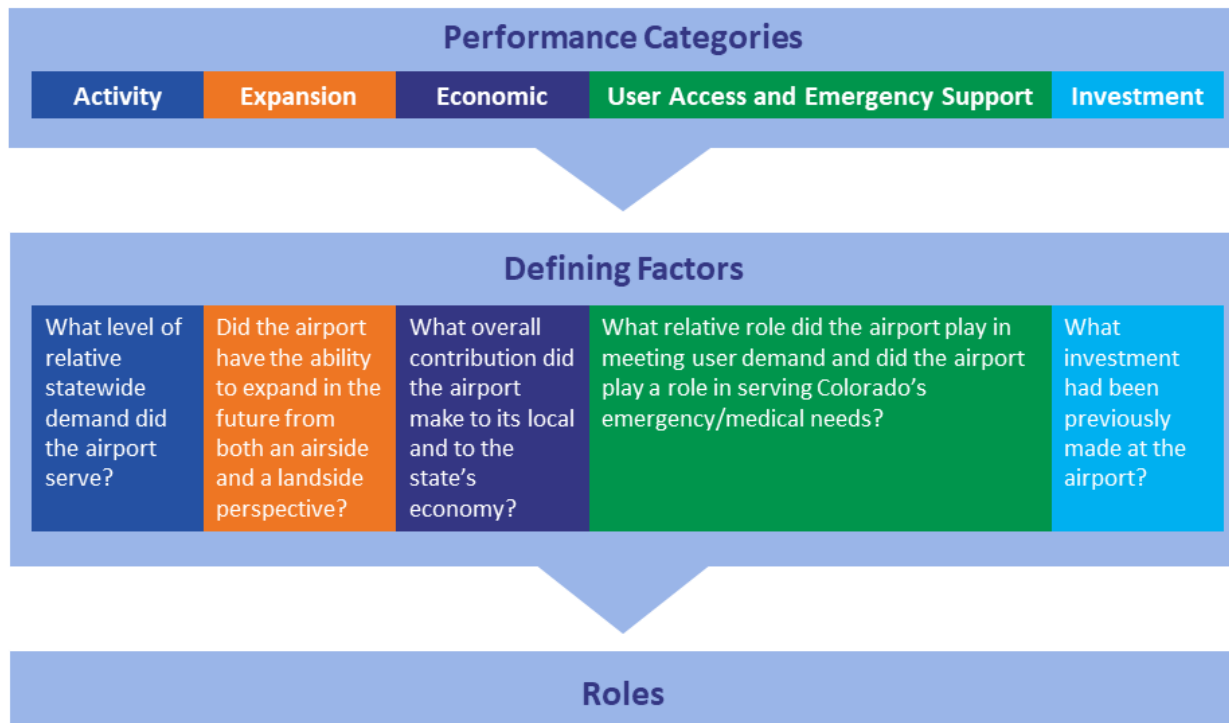 Performance Categories
Activity
Expansion
Economic
User Access and Emergency Support
Investment
Defining Factors
What level of
relative
statewide
demand did
the airport
serve?
Did the airport
have the ability
to expand in the
future from
both an airside
and a landside
perspective?
What overall
contribution did
the airport
make to its local
and to the
state's
economy?
What relative role did the airport play in
meeting user demand and did the airport
play a role in serving Colorado's
emergency/medical needs?
What
investment
had been
previously
made at the
airport?
Roles